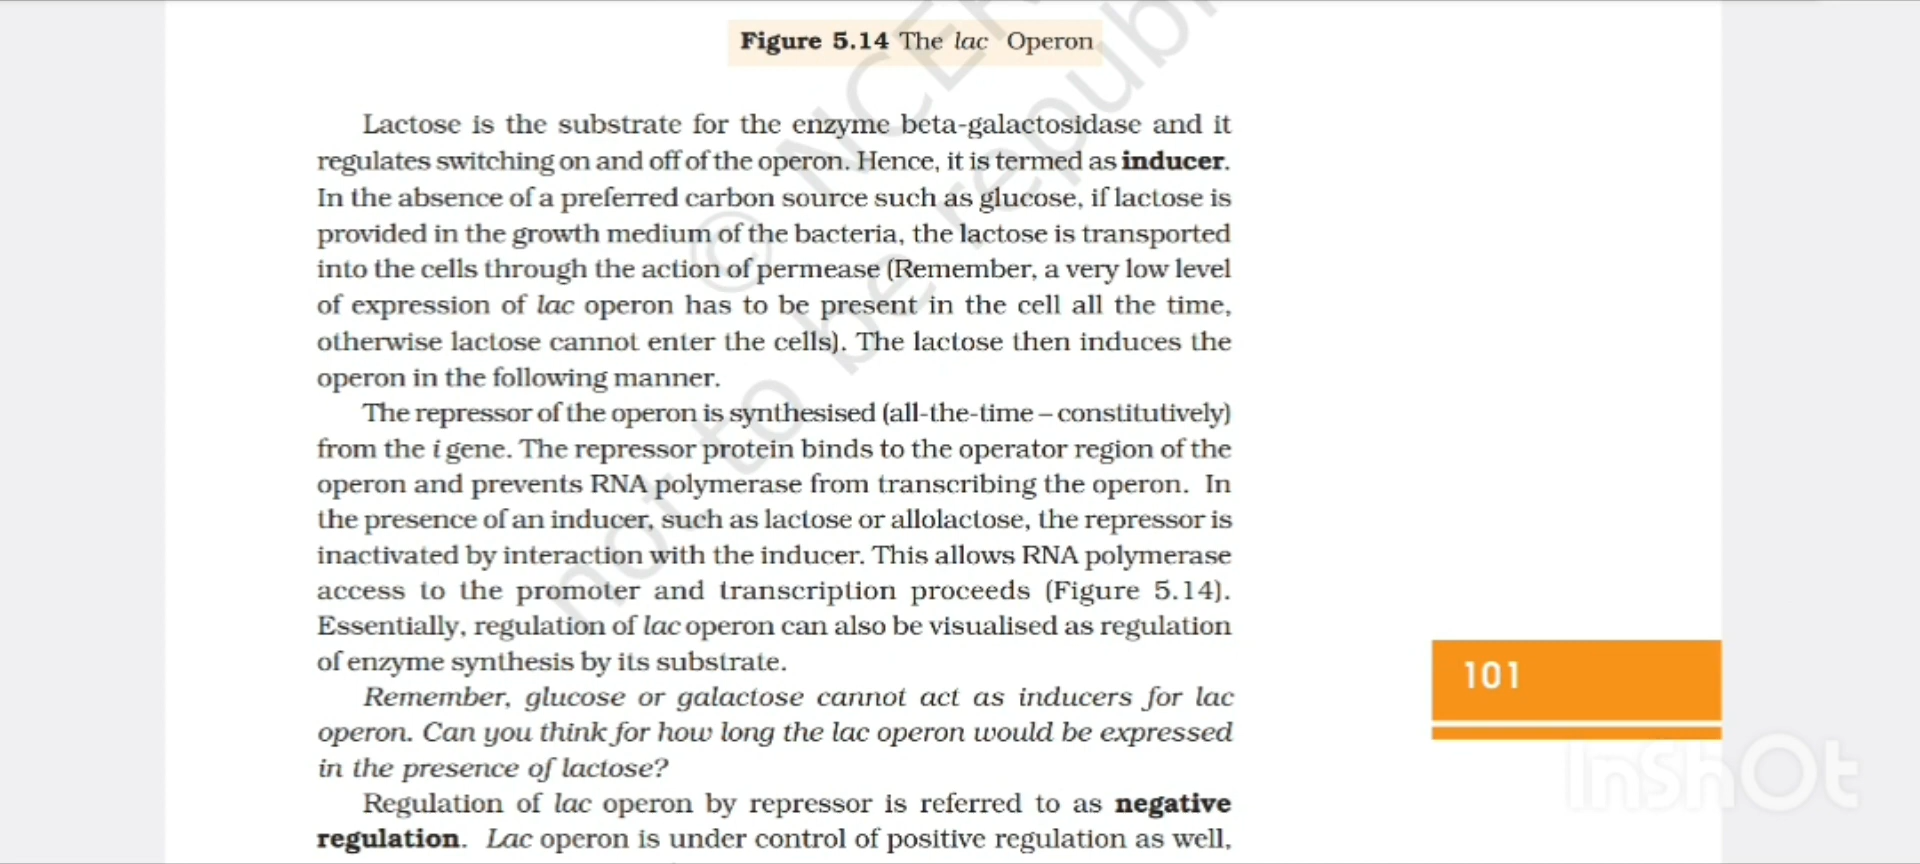 Figure 5.14 The lac Operon
Lactose is the substrate for the enzyme beta-galactosidase and it
regulates switching on and off of the operon. Hence, it is termed as inducer.
In the absence of a preferred carbon source such as glucose, if lactose is
provided in the growth medium of the bacteria, the lactose is transported
into the cells through the action of permease (Remember, a very low level
of expression of lac operon has to be present in the cell all the time,
otherwise lactose cannot enter the cells). The lactose then induces the
operon in the following manner.
The repressor of the operon is synthesised (all-the-time – constitutively)
from the i gene. The repressor protein binds to the operator region of the
operon and prevents RNA polymerase from transcribing the operon. In
the presence of an inducer, such as lactose or allolactose, the repressor is
inactivated by interaction with the inducer. This allows RNA polymerase
access to the promoter and transcription proceeds (Figure 5.14).
Essentially, regulation of lac operon can also be visualised as regulation
of enzyme synthesis by its substrate.
Remember, glucose or galactose cannot act as inducers for lac
operon. Can you think for how long the lac operon would be expressed
in the presence of lactose?
Regulation of lac operon by repressor is referred to as negative
regulation. Lac operon is under control of positive regulation as well,
101
InShOt
© NCER
not to be republ